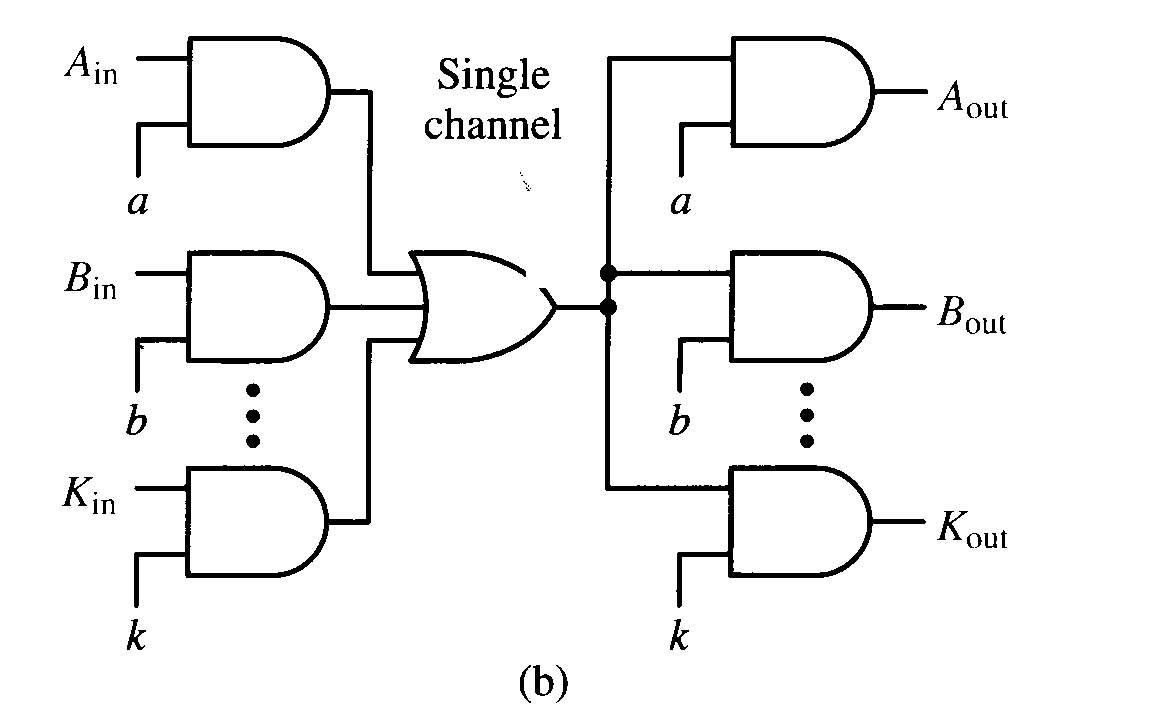 A_in
Single
channel
A_out
a
a
B_in
B_out
b
b
K_in
K_out
k
k
(b)